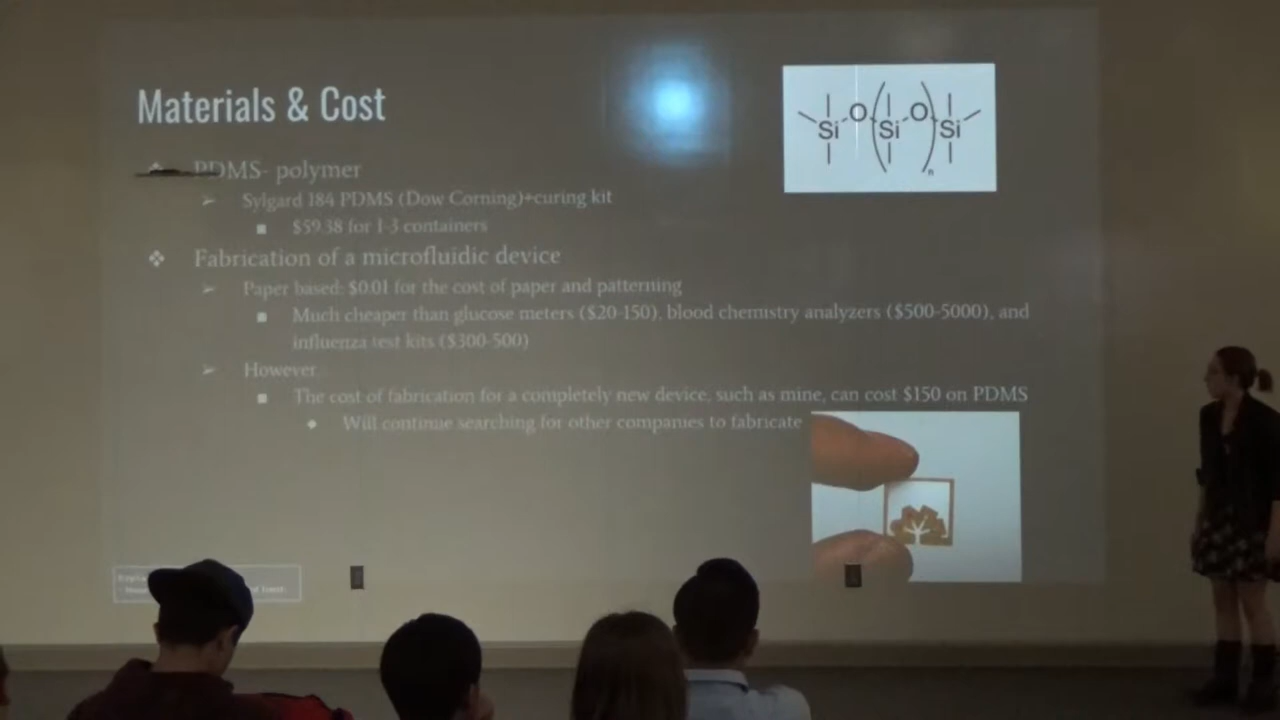 Materials & Cost
PDMS- polymer
Sylgard 184 PDMS (Dow Corning)+curing kit
$59.38 for 1-3 containers
Fabrication of a microfluidic device
Paper based: $0.01 for the cost of paper and patterning
Much cheaper than glucose meters ($20-150), blood chemistry analyzers ($500-5000), and
influenza test kits ($300-500)
However
The cost of fabrication for a completely new device, such as mine, can cost $150 on PDMS
Will continue searching for other companies to fabricate
Si O Si O Si
n